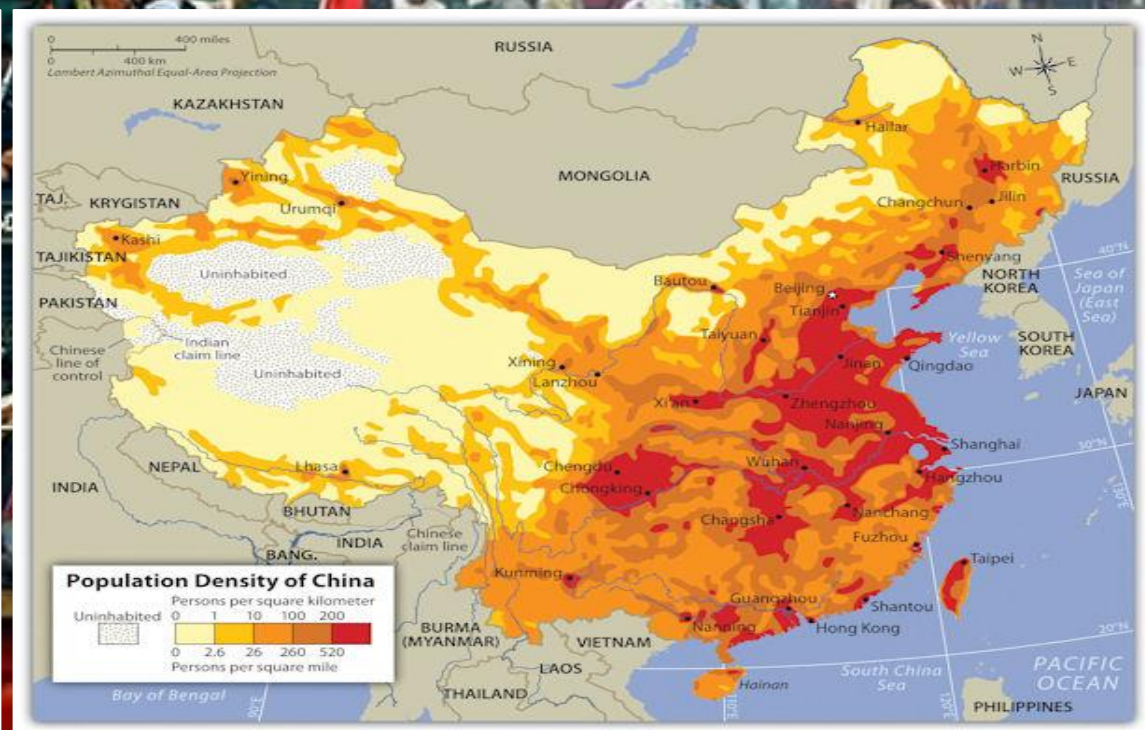 0 400 miles
0 400 km
Lambert Azimuthal Equal-Area Projection
RUSSIA
N
W E
S
KAZAKHSTAN
Hailar
Yining
MONGOLIA
Harbin
RUSSIA
TAJ.
KRYGISTAN
Urumqi
Changchun
Jilin
Kashi
TAJIKISTAN
Shenyang
40°N
Uninhabited
Bautou
Beijing
NORTH
KOREA
Sea of
Japan
(East
Sea)
PAKISTAN
Tianjin
Chinese
line of
control
Indian
claim line
Taiyuan
Yellow
Sea
SOUTH
KOREA
Uninhabited
Xining
Lanzhou
Jinen
Qingdao
JAPAN
Xi'an
Zhengzhou
Nanjing
Shanghai
30°N
NEPAL
Lhasa
Chengdu
Wuhan
Hangzhou
INDIA
Chongking
BHUTAN
Changsha
Nanchang
130°E
Chinese
claim line
INDIA
BANG.
Fuzhou
Kunming
Taipei
Population Density of China
Persons per square kilometer
Uninhabited
0 1 10 100 200
0 2.6 26 260 520
Persons per square mile
Guangzhou
Shantou
BURMA
(MYANMAR)
VIETNAM
Nanning
Hong Kong
20°N
LAOS
Hainan
South China
Sea
PACIFIC
OCEAN
Bay of Bengal
THAILAND
110°E
120°E
PHILIPPINES